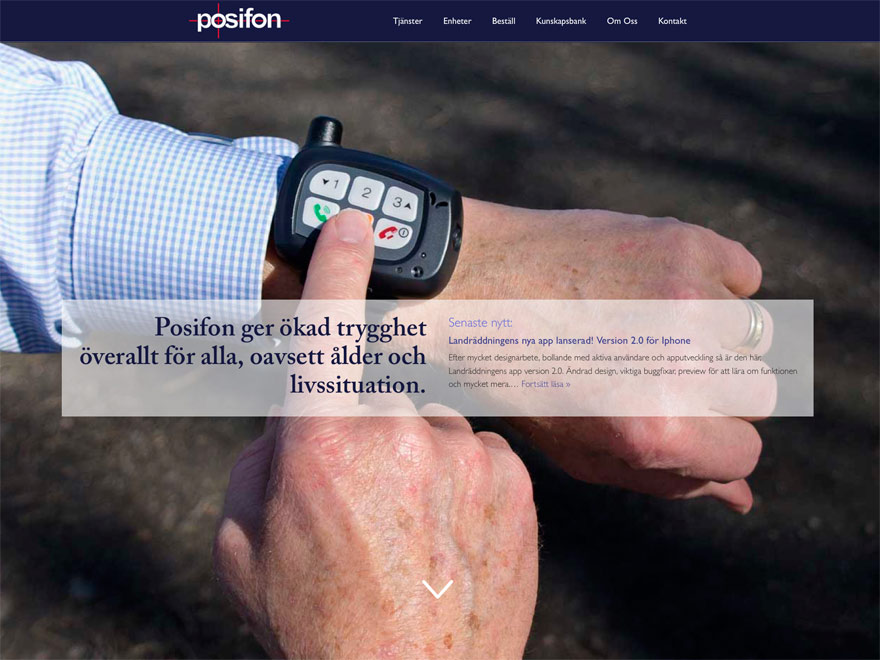 posifon
Tjänster Enheter Beställ Kunskapsbank Om Oss Kontakt
1 2 3
Posifon ger ökad trygghet
överallt för alla, oavsett ålder och
livssituation.
Senaste nytt:
Landräddningens nya app lanserad! Version 2.0 för Iphone
Efter mycket designarbete, bollande med aktiva användare och apputveckling så är den här,
Landräddningens app version 2.0. Ändrad design, viktiga buggfixar, preview för att lära om funktionen
och mycket mera.… Fortsätt läsa »